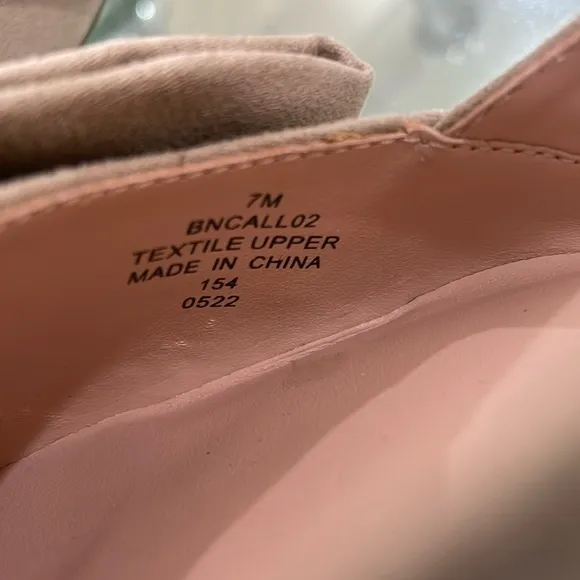 7M
BNCALL02
TEXTILE UPPER
MADE IN CHINA
154
0522